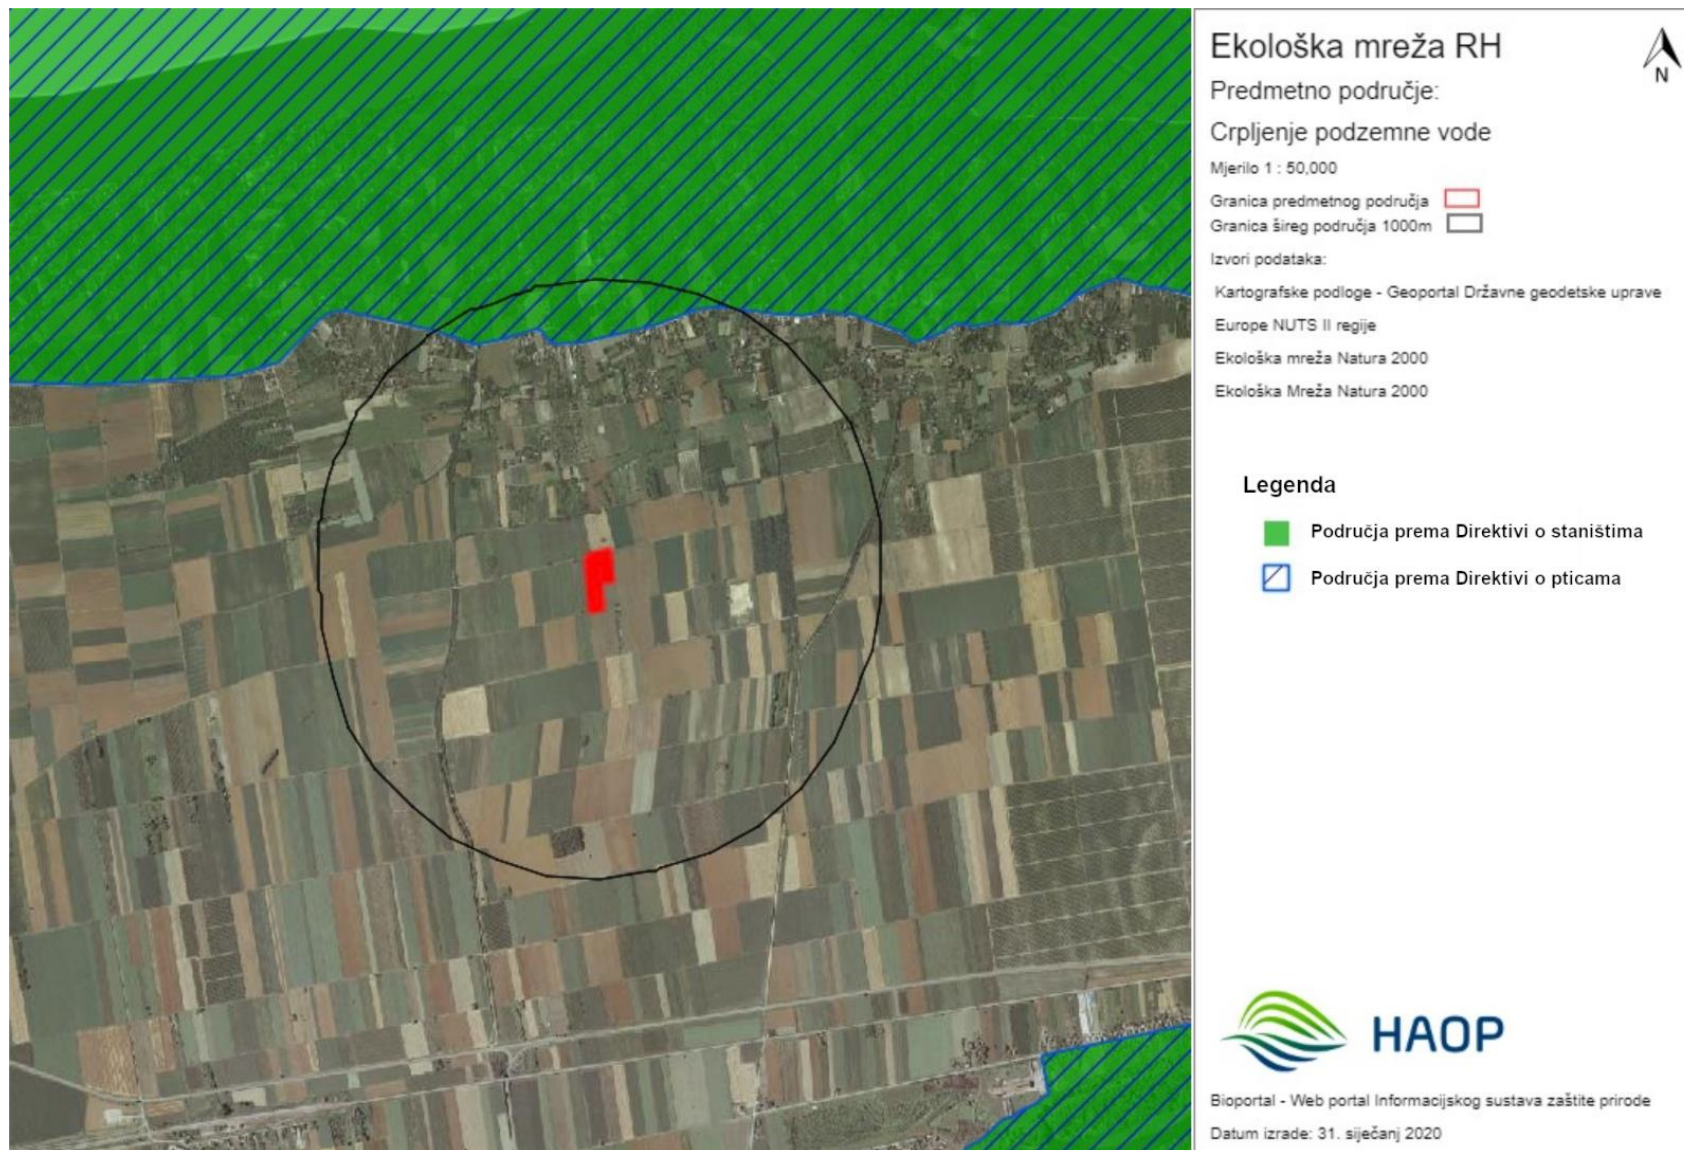 Ekološka mreža RH
N
Predmetno područje:
Crpljenje podzemne vode
Mjerilo 1 : 50,000
Granica predmetnog područja
Granica šireg područja 1000m
Izvori podataka:
Kartografske podloge - Geoportal Državne geodetske uprave
Europe NUTS II regije
Ekološka mreža Natura 2000
Ekološka Mreža Natura 2000
Legenda
Područja prema Direktivi o staništima
Područja prema Direktivi o pticama
HAOP
Bioportal - Web portal Informacijskog sustava zaštite prirode
Datum izrade: 31. siječanj 2020